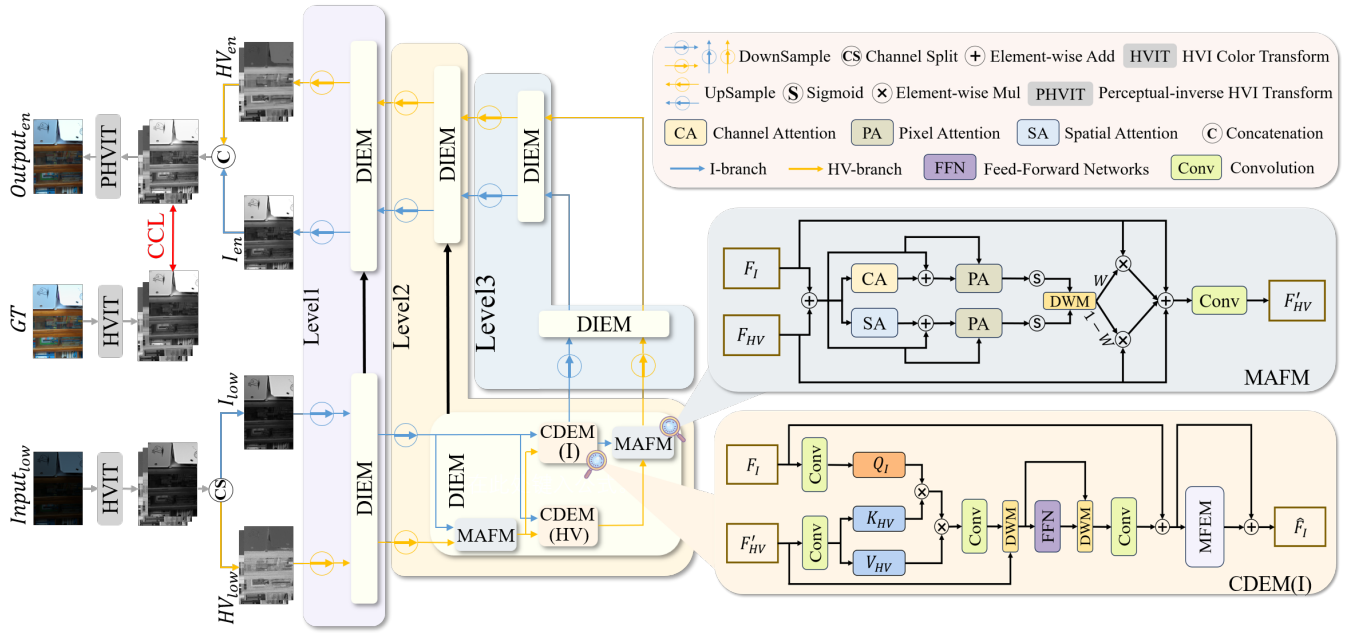 HV_en
Output_en
PHVIT
C
I_en
CCL
GT
HVIT
I_low
Input_low
HVIT
CS
HV_low
Level1
DIEM
DIEM
Level2
DIEM
Level3
DIEM
DIEM
DIEM
MAFM
CDEM
(I)
CDEM
(HV)
MAFM
DownSample
CS Channel Split
+ Element-wise Add
HVIT HVI Color Transform
UpSample
S Sigmoid
× Element-wise Mul
PHVIT Perceptual-inverse HVI Transform
CA Channel Attention
PA Pixel Attention
SA Spatial Attention
C Concatenation
I-branch
HV-branch
FFN Feed-Forward Networks
Conv Convolution
F_I
F_HV
+
CA
+
PA
S
SA
+
PA
S
DWM
W
1 − W
×
×
+
Conv
F'_HV
MAFM
F_I
F'_HV
Conv
Q_I
Conv
K_HV
V_HV
×
×
Conv
DWM
FFN
DWM
Conv
+
MFEM
+
F̂_I
CDEM(I)